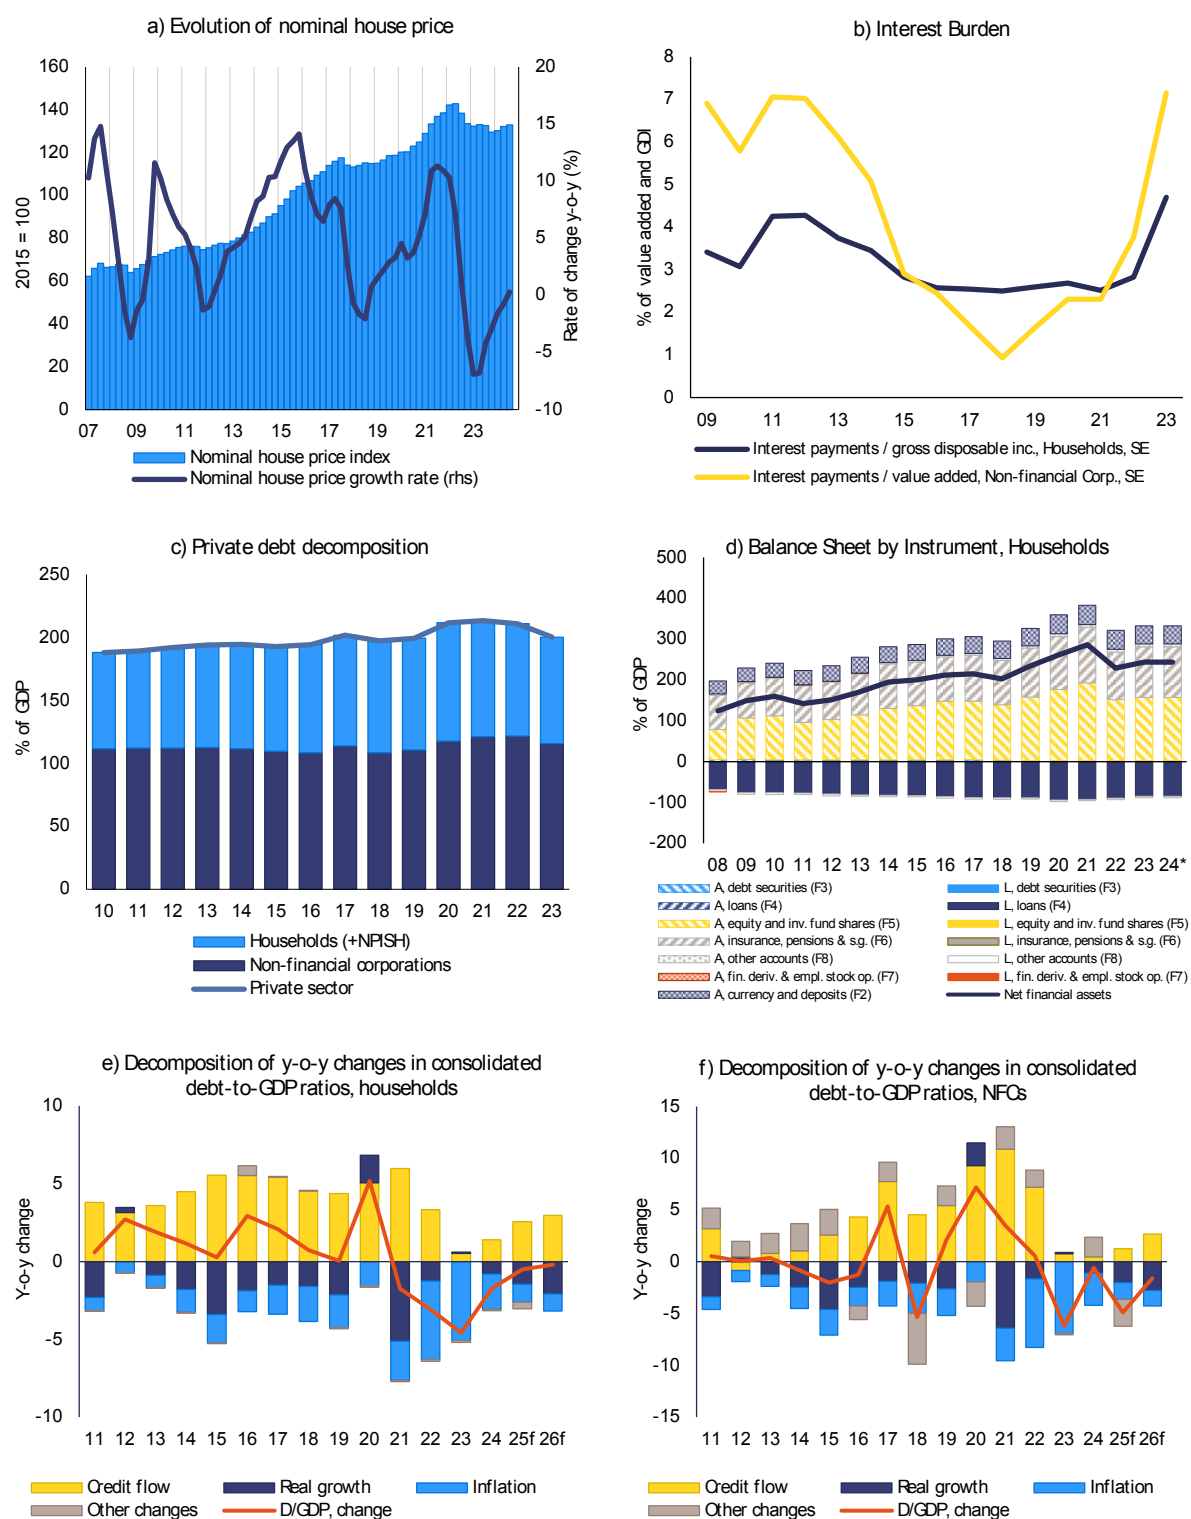 a) Evolution of nominal house price
160
140
120
100
80
60
40
20
0
2015 = 100
20
15
10
5
0
-5
-10
Rate of change y-o-y (%)
07 09 11 13 15 17 19 21 23
Nominal house price index
Nominal house price growth rate (rhs)
b) Interest Burden
8
7
6
5
4
3
2
1
0
% of value added and GDI
09 11 13 15 17 19 21 23
Interest payments / gross disposable inc., Households, SE
Interest payments / value added, Non-financial Corp., SE
c) Private debt decomposition
250
200
150
100
50
0
% of GDP
10 11 12 13 14 15 16 17 18 19 20 21 22 23
Households (+NPISH)
Non-financial corporations
Private sector
d) Balance Sheet by Instrument, Households
500
400
300
200
100
0
-100
-200
% of GDP
08 09 10 11 12 13 14 15 16 17 18 19 20 21 22 23 24*
A, debt securities (F3)
A, loans (F4)
A, equity and inv. fund shares (F5)
A, insurance, pensions & s.g. (F6)
A, other accounts (F8)
A, fin. deriv. & empl. stock op. (F7)
A, currency and deposits (F2)
L, debt securities (F3)
L, loans (F4)
L, equity and inv. fund shares (F5)
L, insurance, pensions & s.g. (F6)
L, other accounts (F8)
L, fin. deriv. & empl. stock op. (F7)
Net financial assets
e) Decomposition of y-o-y changes in consolidated
debt-to-GDP ratios, households
10
5
0
-5
-10
Y-o-y change
11 12 13 14 15 16 17 18 19 20 21 22 23 24 25f 26f
Credit flow
Real growth
Inflation
Other changes
D/GDP, change
f) Decomposition of y-o-y changes in consolidated
debt-to-GDP ratios, NFCs
15
10
5
0
-5
-10
-15
Y-o-y change
11 12 13 14 15 16 17 18 19 20 21 22 23 24 25f 26f
Credit flow
Real growth
Inflation
Other changes
D/GDP, change